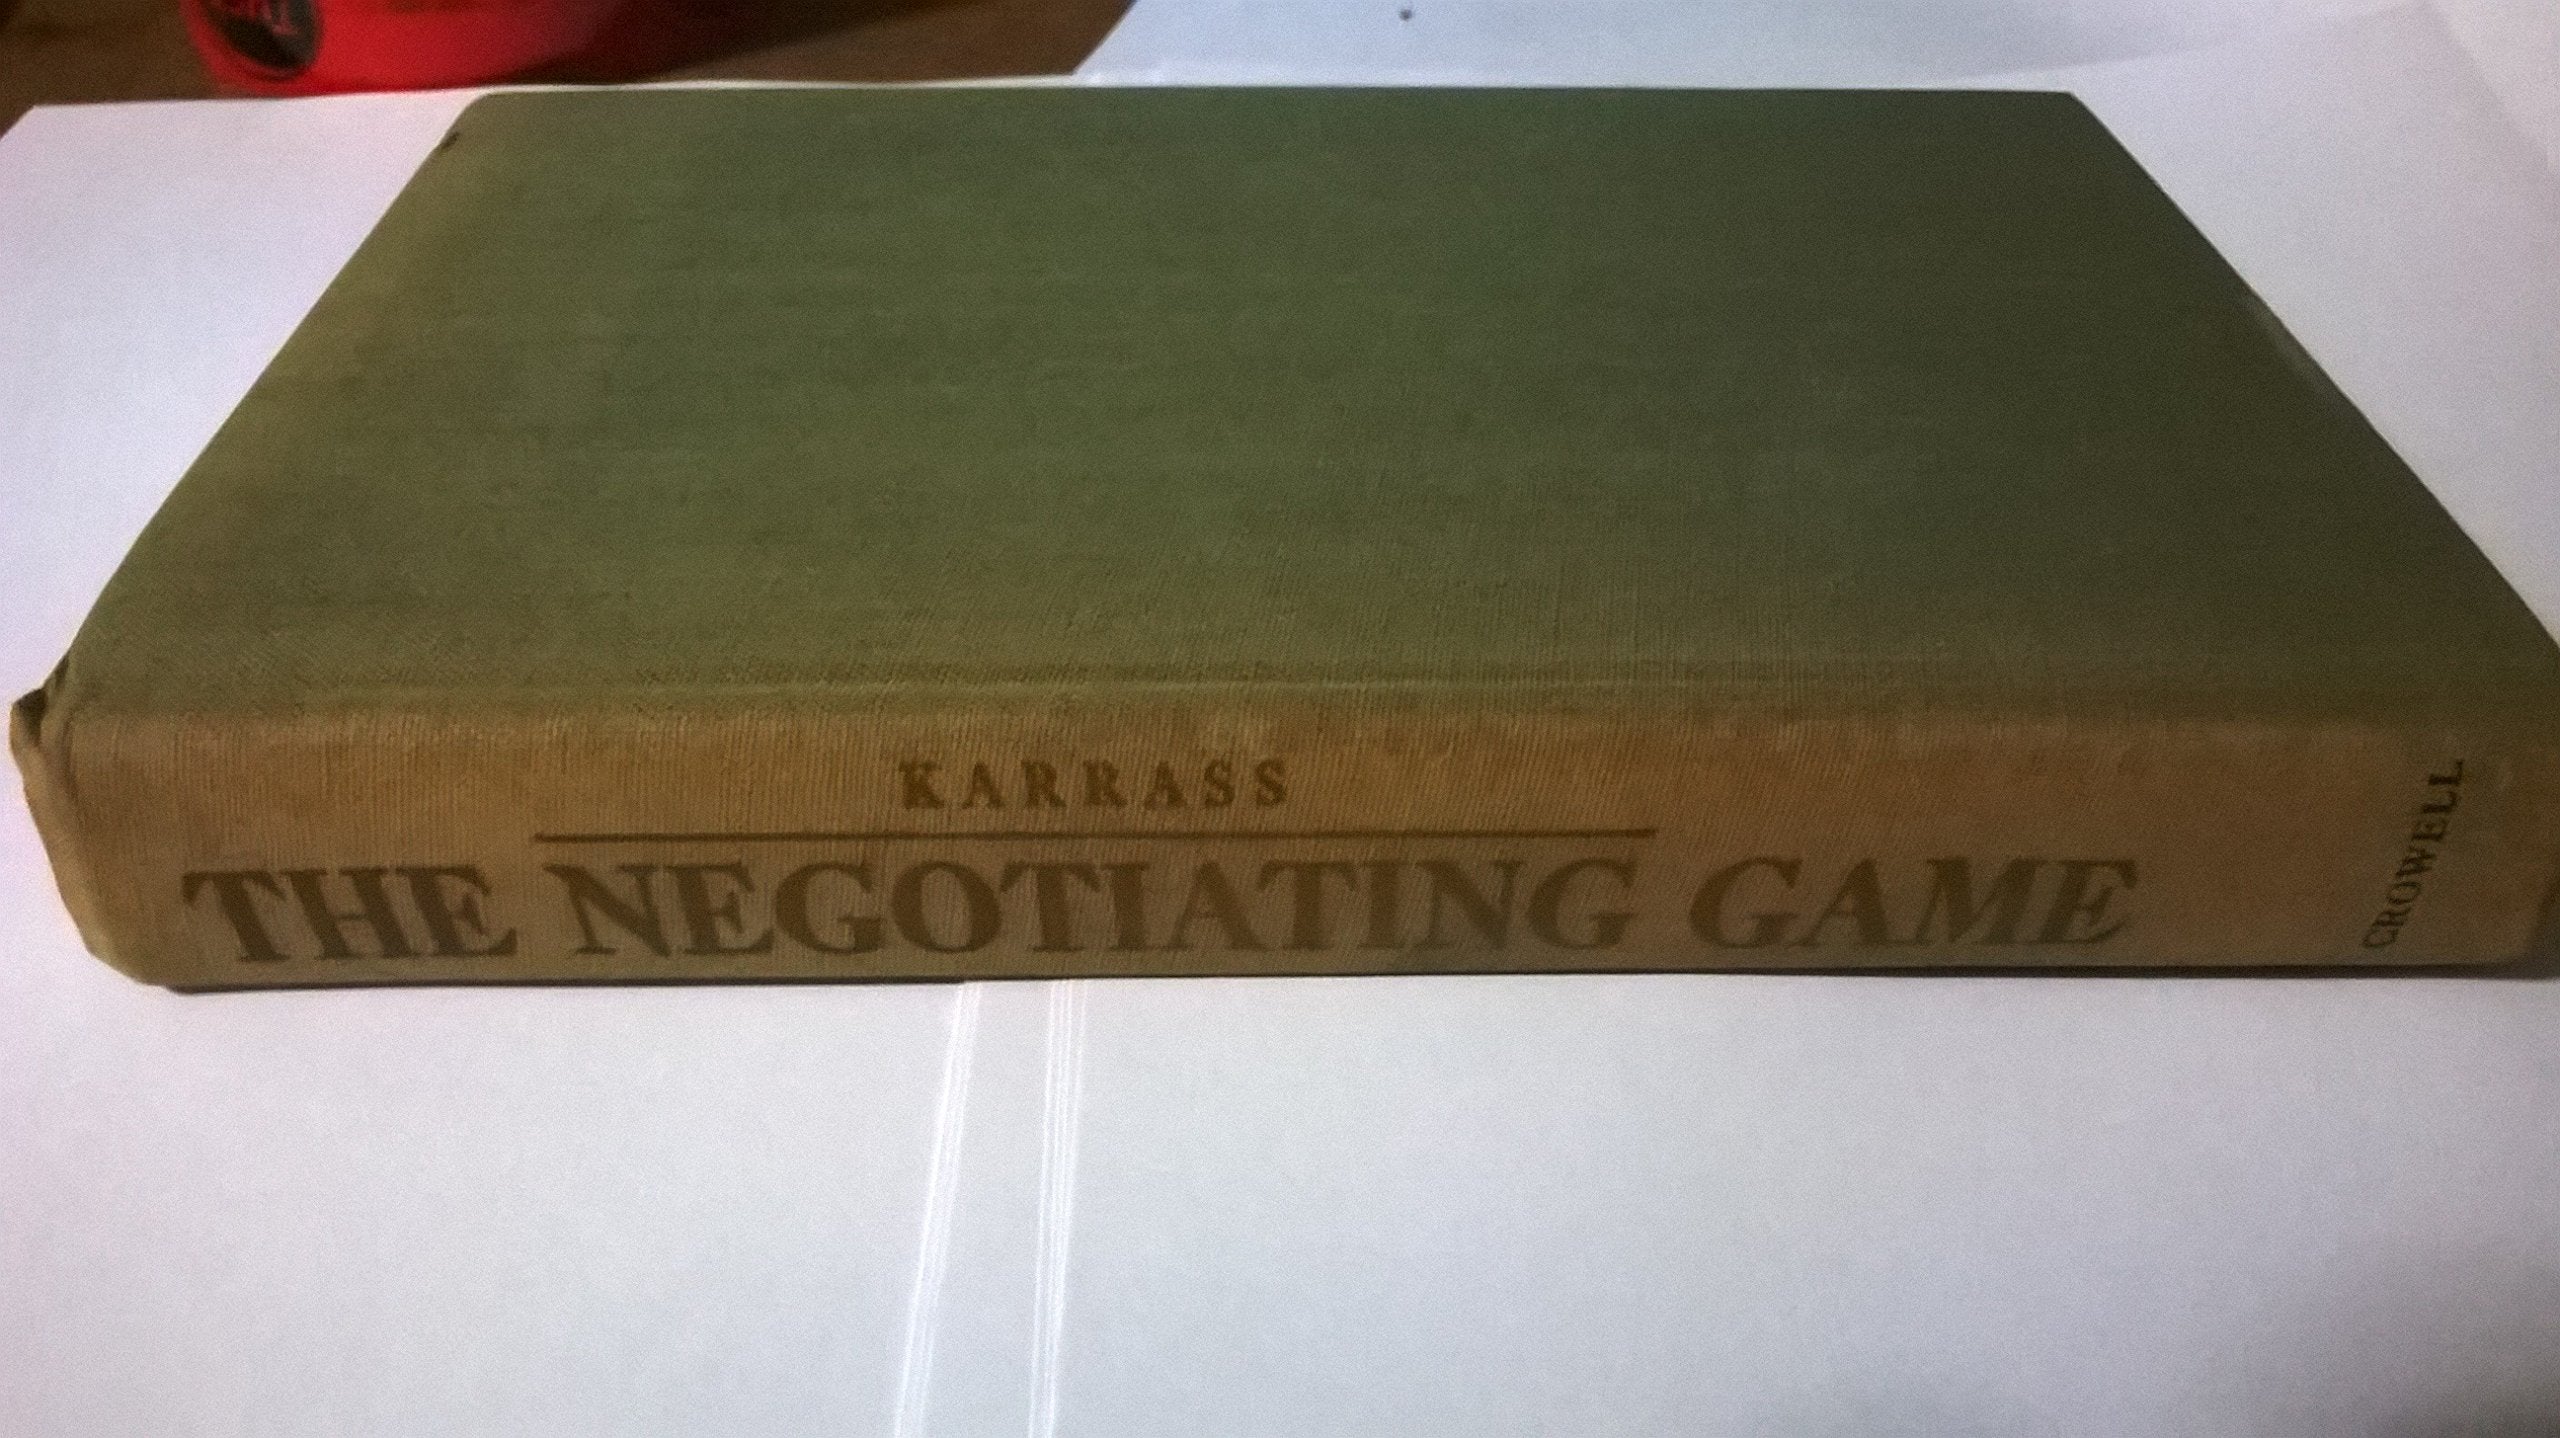 KARRASS
THE NEGOTIATING GAME
CROWELL